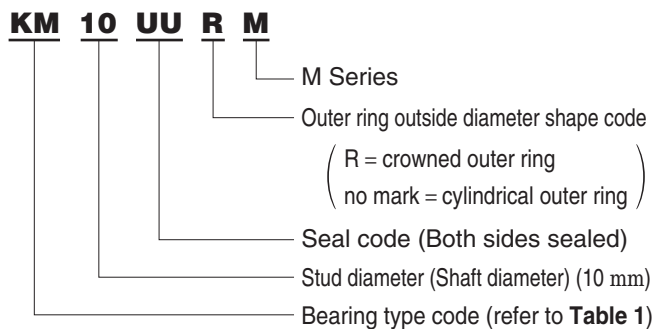 KM 10 UU R M
M Series
Outer ring outside diameter shape code
( R = crowned outer ring
no mark = cylindrical outer ring )
Seal code (Both sides sealed)
Stud diameter (Shaft diameter) (10 mm)
Bearing type code (refer to Table 1)